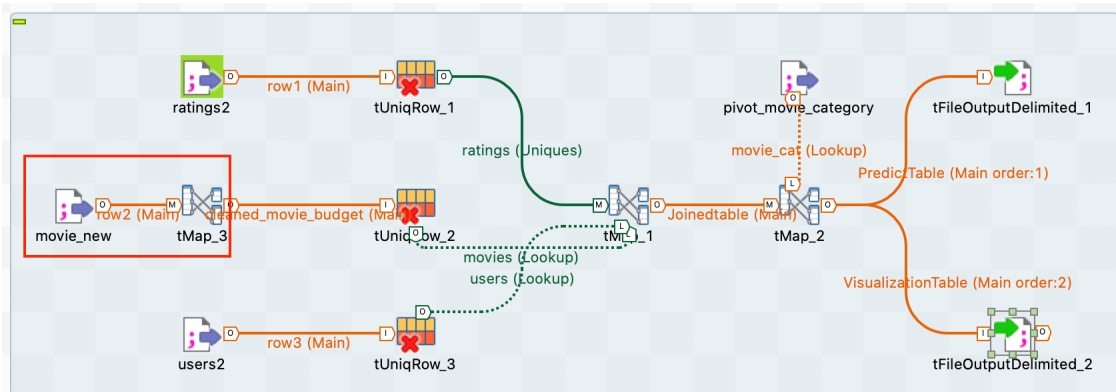 ratings2
row1 (Main)
tUniqRow_1
ratings (Uniques)
pivot_movie_category
movie_cat (Lookup)
tFileOutputDelimited_1
PredictTable (Main order:1)
movie_new
row2 (Main)
tMap_3
cleaned_movie_budget (Main)
tUniqRow_2
movies (Lookup)
users (Lookup)
tMap_1
Joinedtable (Main)
tMap_2
VisualizationTable (Main order:2)
users2
row3 (Main)
tUniqRow_3
tFileOutputDelimited_2